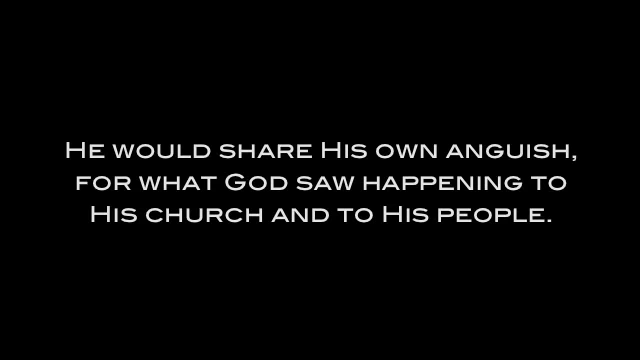 He would share His own anguish,
for what God saw happening to
His church and to His people.